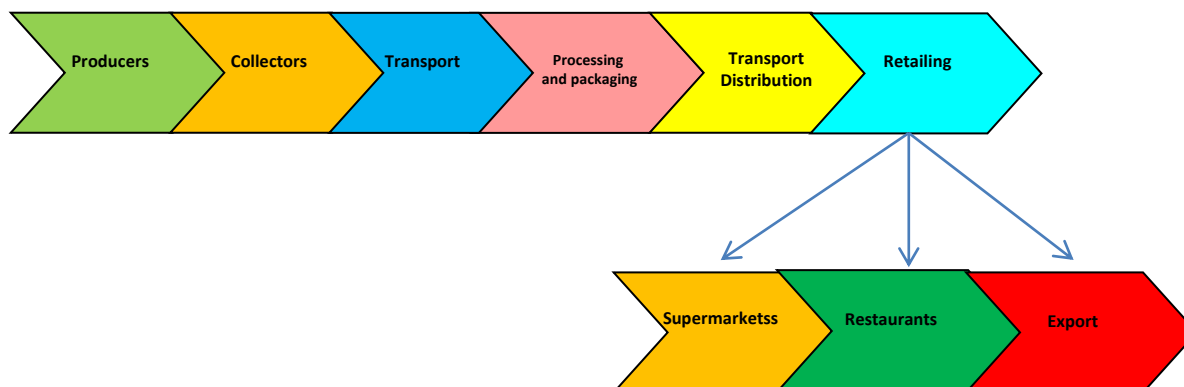 Producers
Collectors
Transport
Processing
and packaging
Transport
Distribution
Retailing
Supermarketss
Restaurants
Export